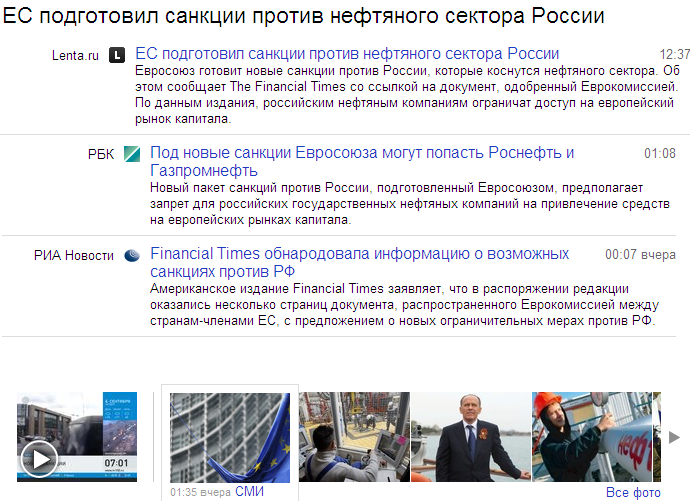 ЕС подготовил санкции против нефтяного сектора России
Lenta.ru L ЕС подготовил санкции против нефтяного сектора России 12:37
Евросоюз готовит новые санкции против России, которые коснутся нефтяного сектора. Об
этом сообщает The Financial Times со ссылкой на документ, одобренный Еврокомиссией.
По данным издания, российским нефтяным компаниям ограничат доступ на европейский
рынок капитала.
РБК Под новые санкции Евросоюза могут попасть Роснефть и 01:08
Газпромнефть
Новый пакет санкций против России, подготовленный Евросоюзом, предполагает
запрет для российских государственных нефтяных компаний на привлечение средств
на европейских рынках капитала.
РИА Новости Financial Times обнародовала информацию о возможных 00:07 вчера
санкциях против РФ
Американское издание Financial Times заявляет, что в распоряжении редакции
оказались несколько страниц документа, распространенного Еврокомиссией между
странам-членами ЕС, с предложением о новых ограничительных мерах против РФ.
07:01
нефт
01:35 вчера СМИ
Все фото